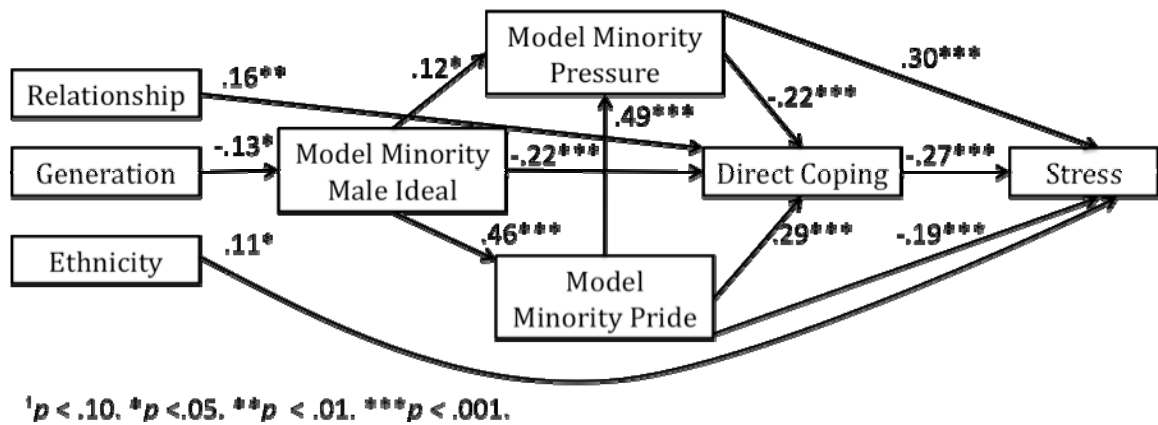 Model Minority
Pressure
.30***
.12*
.16**
Relationship
-.22***
.49***
-.13*
Generation
Model Minority
Male Ideal
-.22***
Direct Coping
-.27***
Stress
.46***
.29***
-.19***
.11*
Ethnicity
Model
Minority Pride
¹p < .10. *p <.05. **p < .01. ***p < .001.